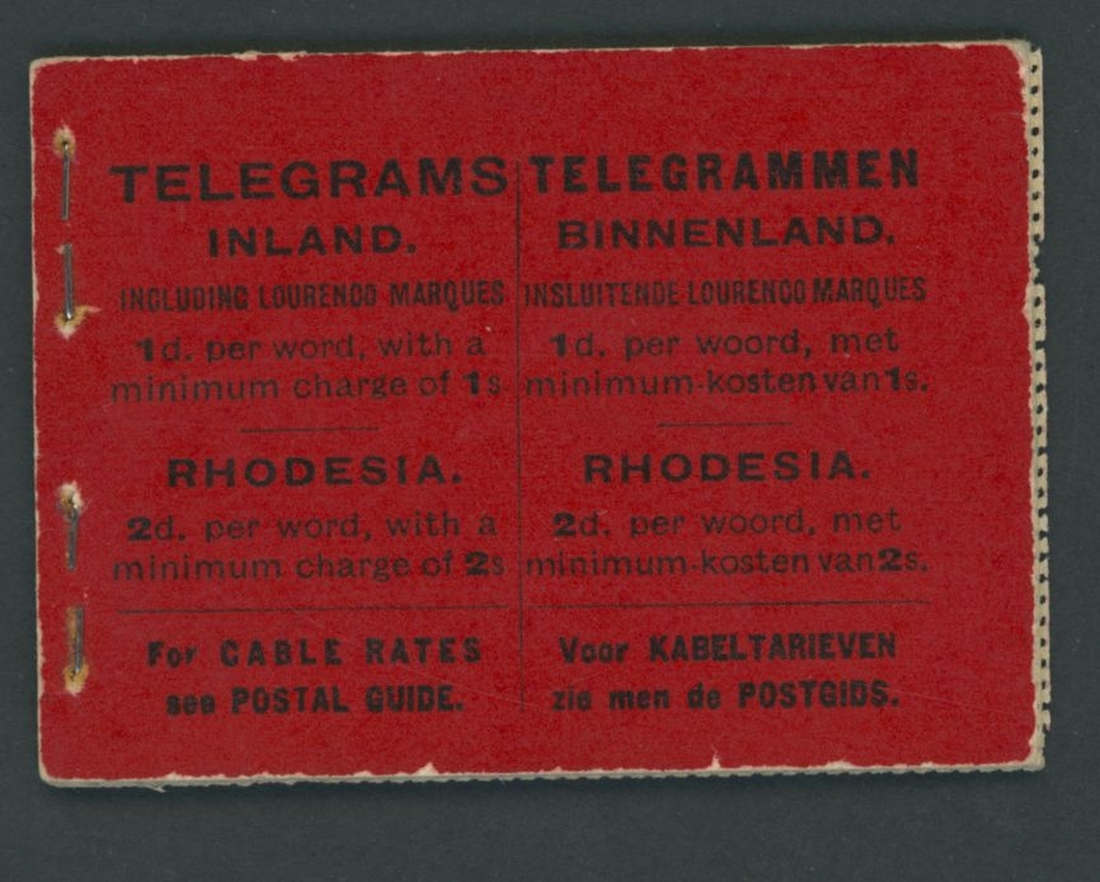 TELEGRAMS
INLAND.
INCLUDING LOURENCO MARQUES
1d. per word, with a
minimum charge of 1s
RHODESIA.
2d. per word, with a
minimum charge of 2s
For CABLE RATES
see POSTAL GUIDE.
TELEGRAMMEN
BINNENLAND.
INSLUITENDE LOURENCO MARQUES
1d. per woord, met
minimum-kosten van 1s.
RHODESIA.
2d. per woord, met
minimum-kosten van 2s.
Voor KABELTARIEVEN
zie men de POSTGIDS.